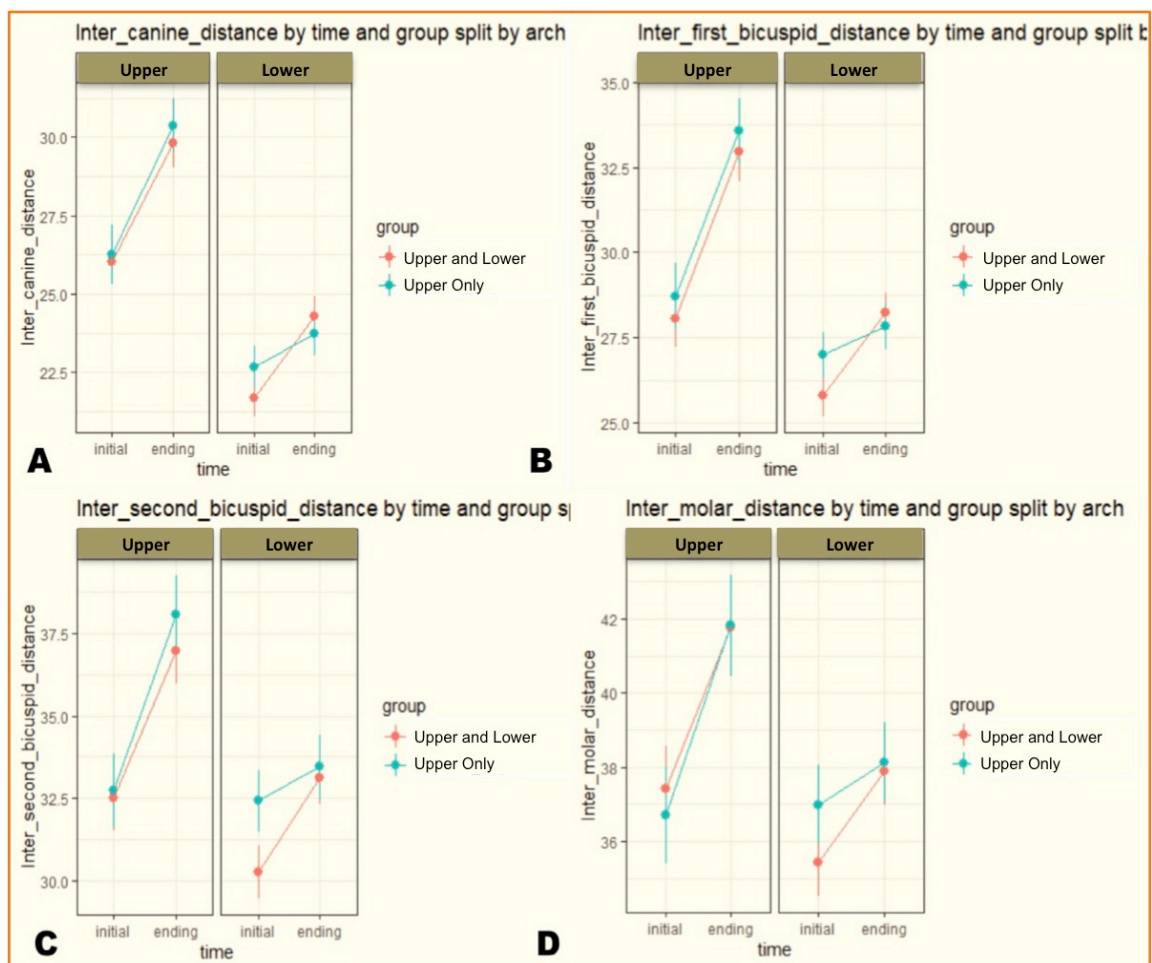 Inter_canine_distance by time and group split by arch
Upper
Lower
Inter_canine_distance
30.0
27.5
25.0
22.5
initial
ending
initial
ending
time
group
Upper and Lower
Upper Only
A
Inter_first_bicuspid_distance by time and group split b
Upper
Lower
Inter_first_bicuspid_distance
35.0
32.5
30.0
27.5
25.0
initial
ending
initial
ending
time
group
Upper and Lower
Upper Only
B
Inter_second_bicuspid_distance by time and group sp
Upper
Lower
Inter_second_bicuspid_distance
37.5
35.0
32.5
30.0
initial
ending
initial
ending
time
group
Upper and Lower
Upper Only
C
Inter_molar_distance by time and group split by arch
Upper
Lower
Inter_molar_distance
42
40
38
36
initial
ending
initial
ending
time
group
Upper and Lower
Upper Only
D